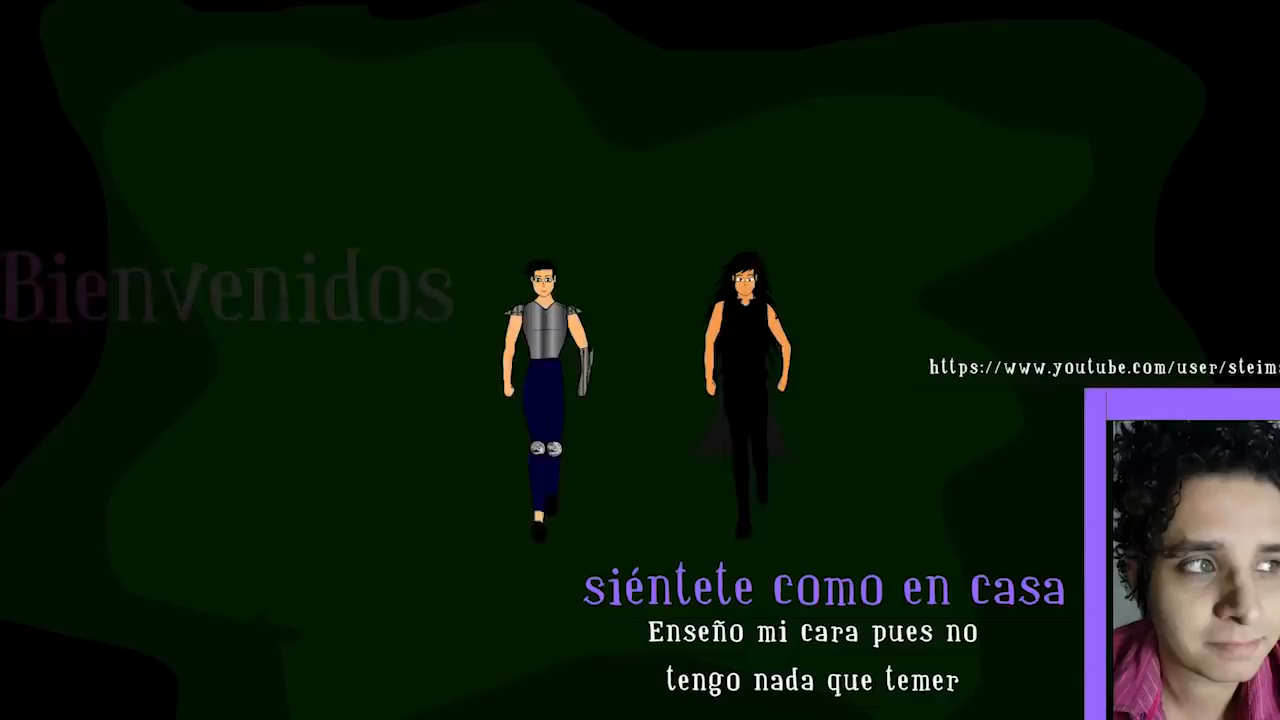 Bienvenidos
https://www.youtube.com/user/steims
siéntete como en casa
Enseño mi cara pues no
tengo nada que temer